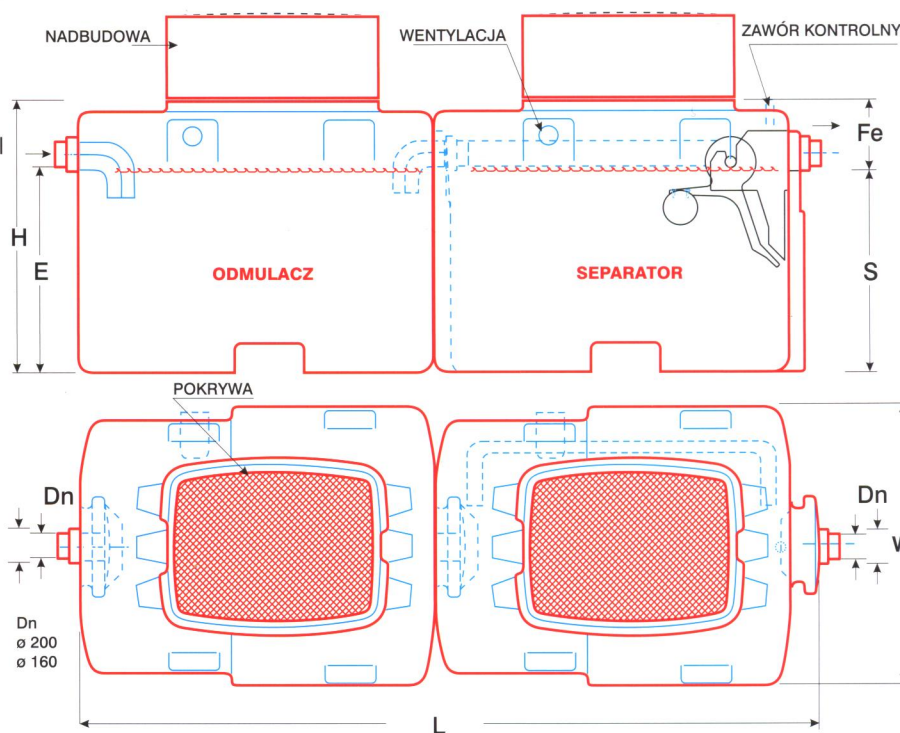 NADBUDOWA
WENTYLACJA
ZAWÓR KONTROLNY
Fe
H
E
ODMULACZ
SEPARATOR
S
POKRYWA
Dn
Dn
Dn
ø 200
ø 160
L